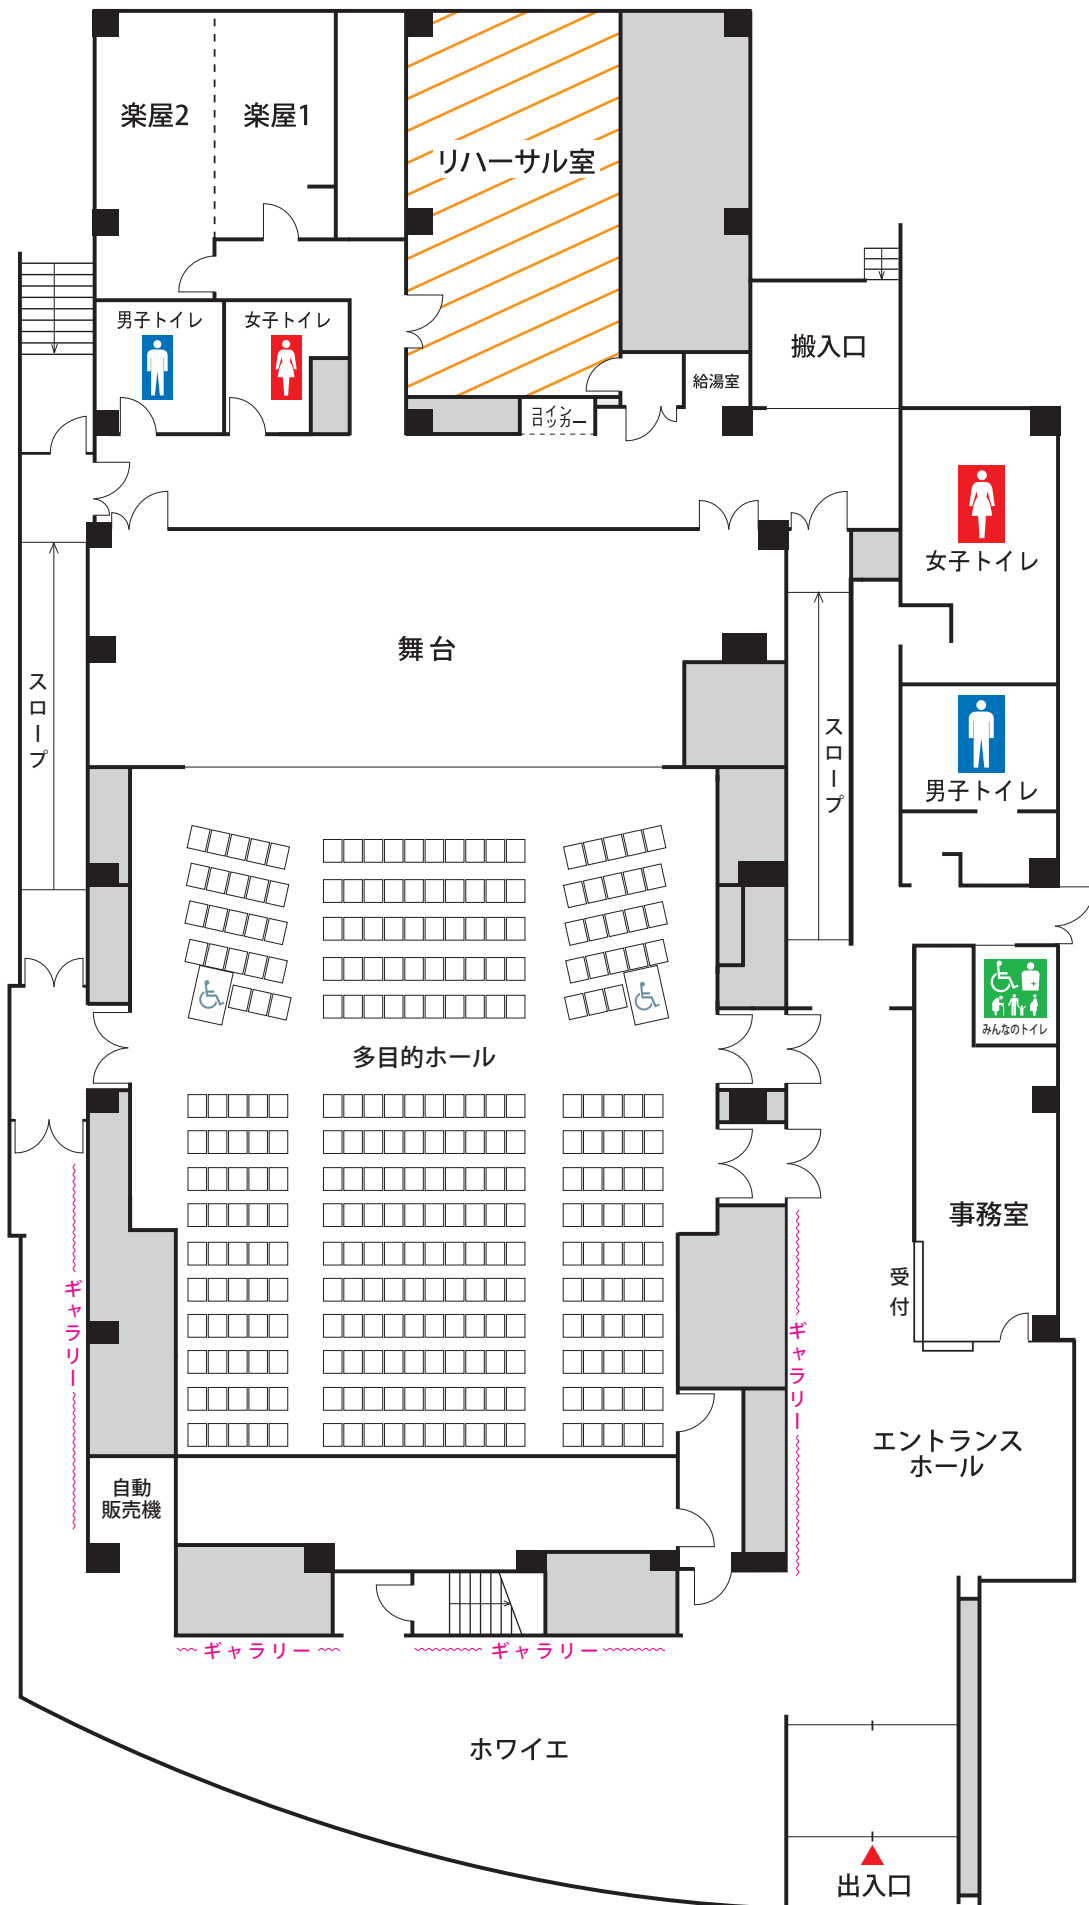 楽屋2
楽屋1
リハーサル室
男子トイレ
女子トイレ
搬入口
給湯室
コイン
ロッカー
女子トイレ
舞台
スロープ
スロープ
男子トイレ
みんなのトイレ
多目的ホール
事務室
受付
ギャラリー
ギャラリー
エントランス
ホール
自動
販売機
ギャラリー
ギャラリー
ホワイエ
出入口